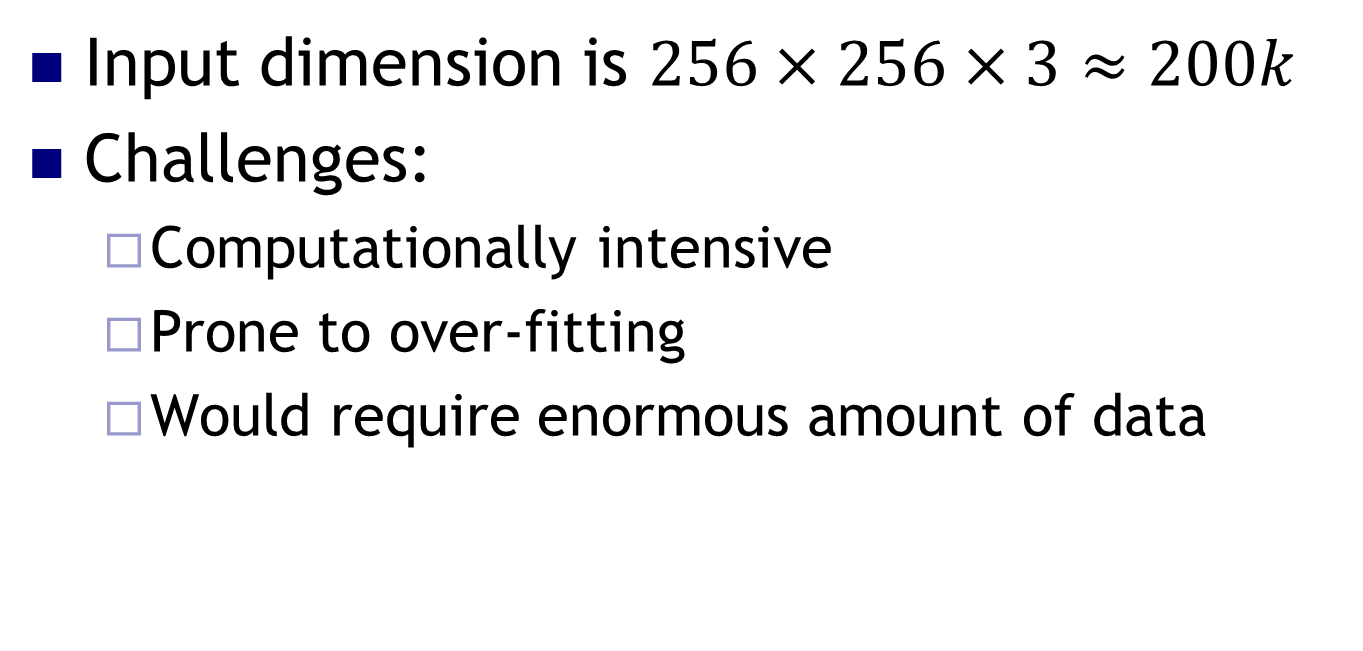 Input dimension is 256 × 256 × 3 ≈ 200k
Challenges:
Computationally intensive
Prone to over-fitting
Would require enormous amount of data